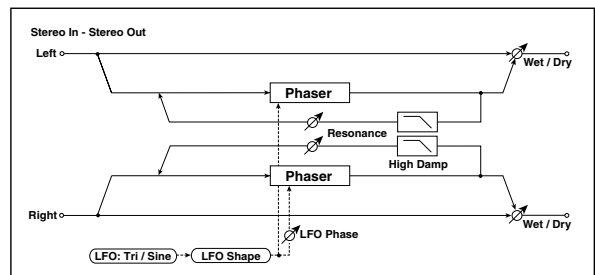 Stereo In - Stereo Out
Left
Wet / Dry
Phaser
Resonance
High Damp
Phaser
Right
Wet / Dry
LFO Phase
LFO: Tri / Sine
LFO Shape